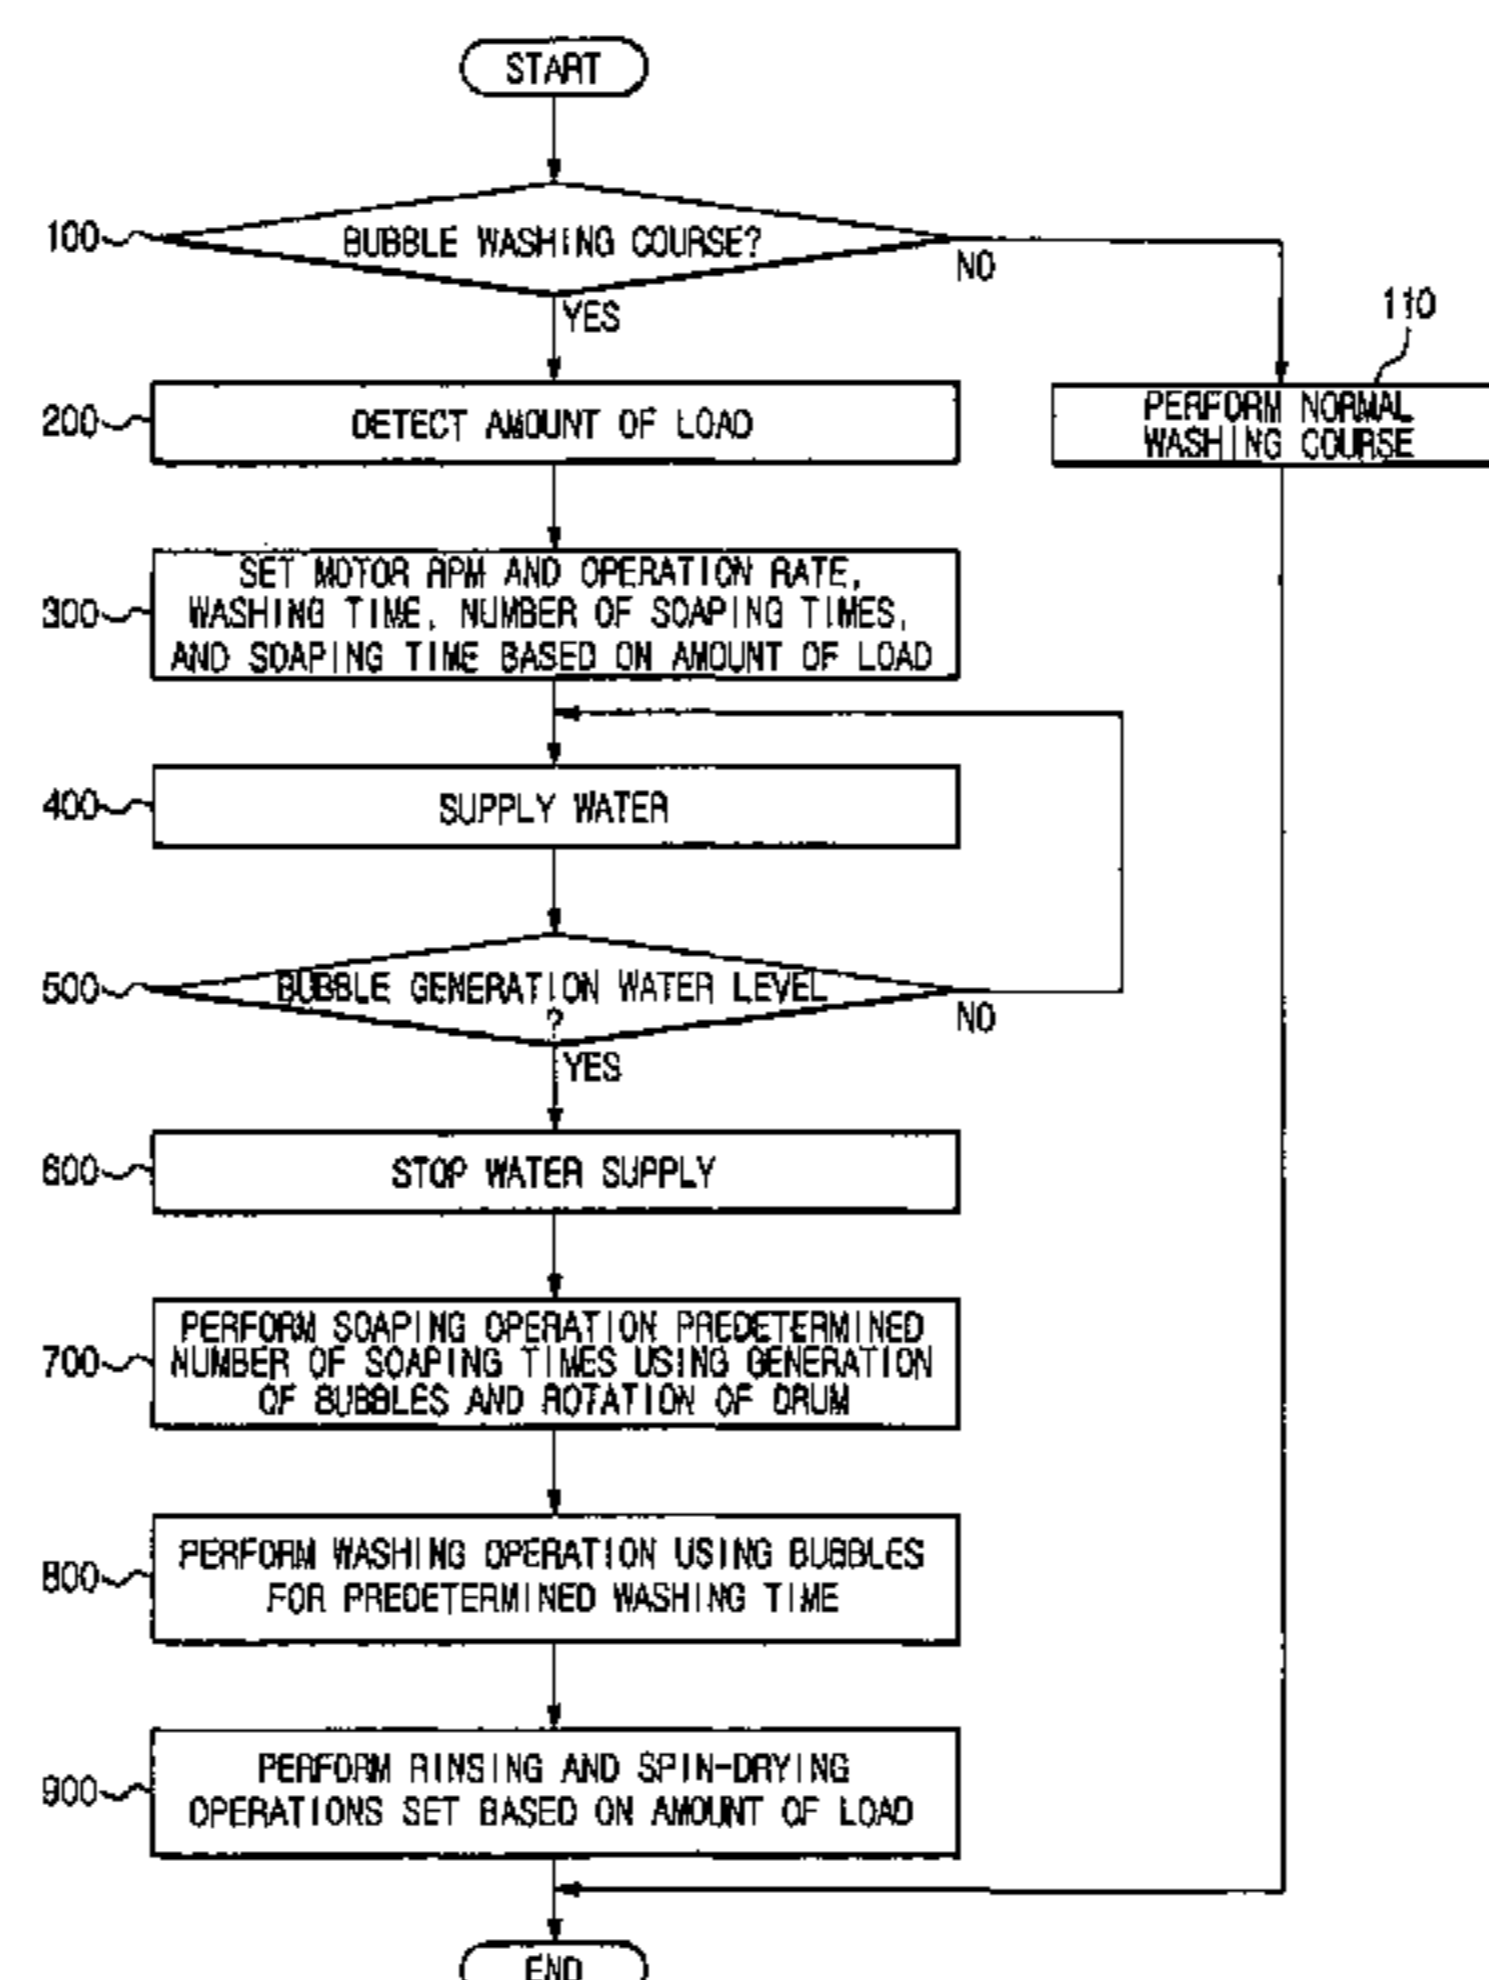 START
100
BUBBLE WASHING COURSE?
NO
YES
110
200
DETECT AMOUNT OF LOAD
PERFORM NORMAL
WASHING COURSE
300
SET MOTOR RPM AND OPERATION RATE,
WASHING TIME, NUMBER OF SOAPING TIMES,
AND SOAPING TIME BASED ON AMOUNT OF LOAD
400
SUPPLY WATER
500
BUBBLE GENERATION WATER LEVEL
?
NO
YES
600
STOP WATER SUPPLY
700
PERFORM SOAPING OPERATION PREDETERMINED
NUMBER OF SOAPING TIMES USING GENERATION
OF BUBBLES AND ROTATION OF DRUM
800
PERFORM WASHING OPERATION USING BUBBLES
FOR PREDETERMINED WASHING TIME
900
PERFORM RINSING AND SPIN-DRYING
OPERATIONS SET BASED ON AMOUNT OF LOAD
END